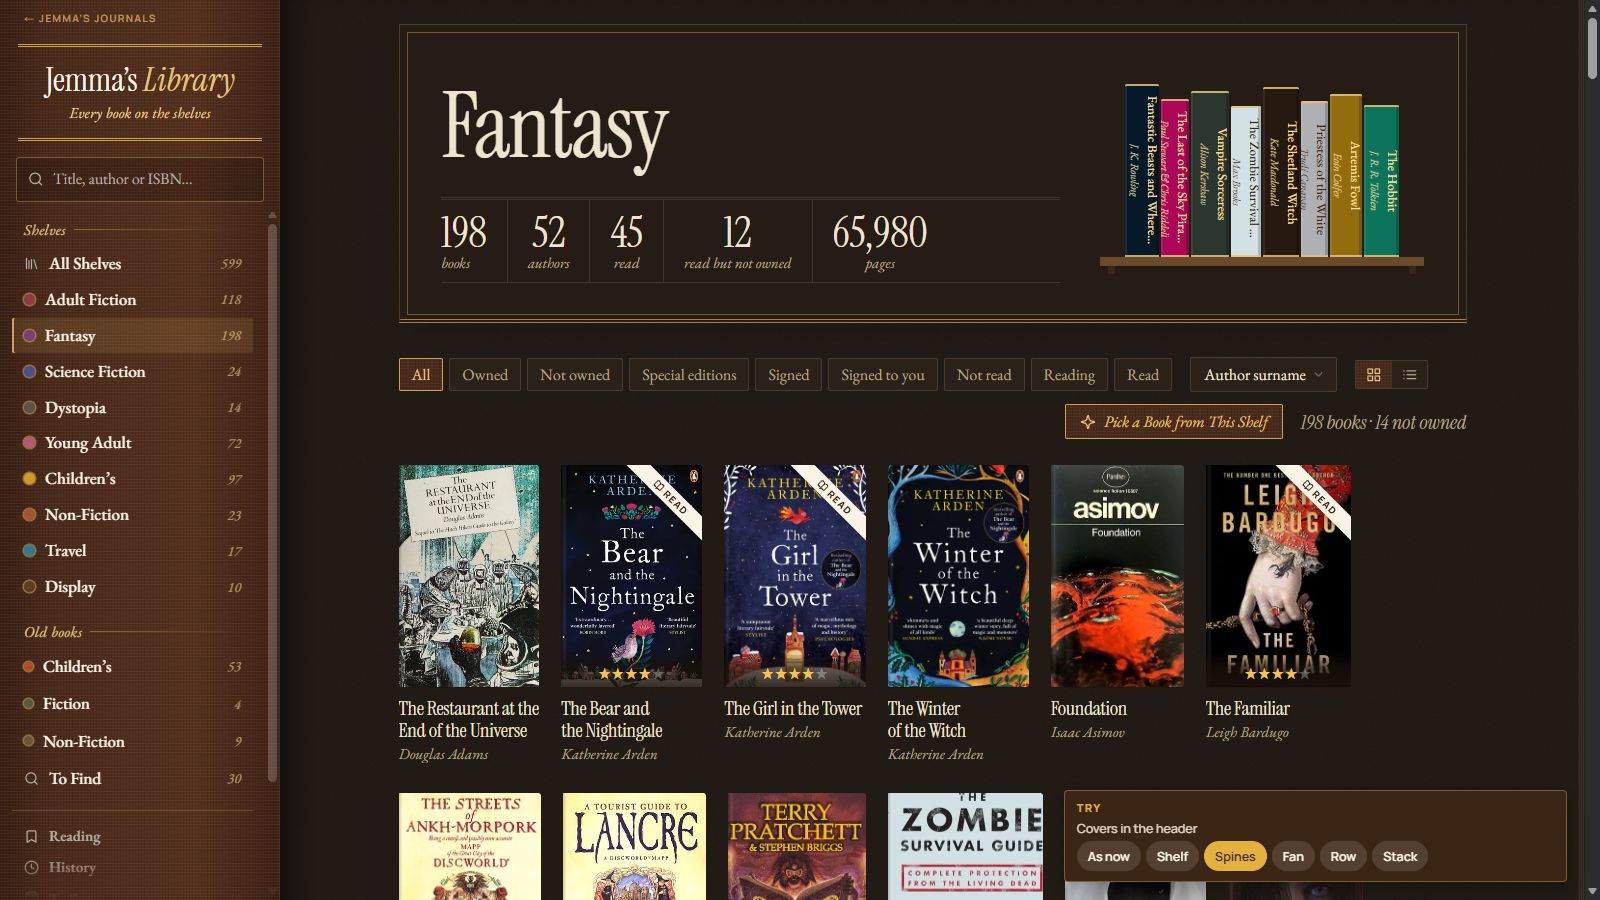 ← JEMMA'S JOURNALS
Jemma's Library
Every book on the shelves
Title, author or ISBN...
Shelves
All Shelves 599
Adult Fiction 118
Fantasy 198
Science Fiction 24
Dystopia 14
Young Adult 72
Children's 97
Non-Fiction 23
Travel 17
Display 10
Old books
Children's 53
Fiction 4
Non-Fiction 9
To Find 30
Reading
History
Fantasy
198 books
52 authors
45 read
12 read but not owned
65,980 pages
Fantastic Beasts and Where...
J. K. Rowling
The Last of the Sky Pira...
Paul Stewart & Chris Riddell
Vampire Sorceress
Alison Kershaw
The Zombie Survival ...
Max Brooks
The Shetland Witch
Kate Macdonald
Priestess of the White
Trudi Canavan
Artemis Fowl
Eoin Colfer
The Hobbit
J. R. R. Tolkien
All
Owned
Not owned
Special editions
Signed
Signed to you
Not read
Reading
Read
Author surname
Pick a Book from This Shelf
198 books · 14 not owned
The
RESTAURANT
at the END of the
UNIVERSE
Douglas Adams
KATHERINE
ARDEN
READ
The
Bear
and the
Nightingale
KATHERINE
ARDEN
READ
The
Girl
in the
Tower
KATHERINE
ARDEN
The
Winter
of the
Witch
Panther
science fiction
asimov
Foundation
LEIGH
BARDUGO
READ
THE
FAMILIAR
The Restaurant at the
End of the Universe
Douglas Adams
The Bear and
the Nightingale
Katherine Arden
The Girl in the Tower
Katherine Arden
The Winter
of the Witch
Katherine Arden
Foundation
Isaac Asimov
The Familiar
Leigh Bardugo
THE STREETS
of
ANKH-MORPORK
MAPP
DISCWORLD
A TOURIST GUIDE TO
LANCRE
A DISCWORLD MAPP
TERRY
PRATCHETT
& STEPHEN BRIGGS
THE
ZOMBIE
SURVIVAL GUIDE
COMPLETE PROTECTION
FROM THE LIVING DEAD
TRY
Covers in the header
As now
Shelf
Spines
Fan
Row
Stack